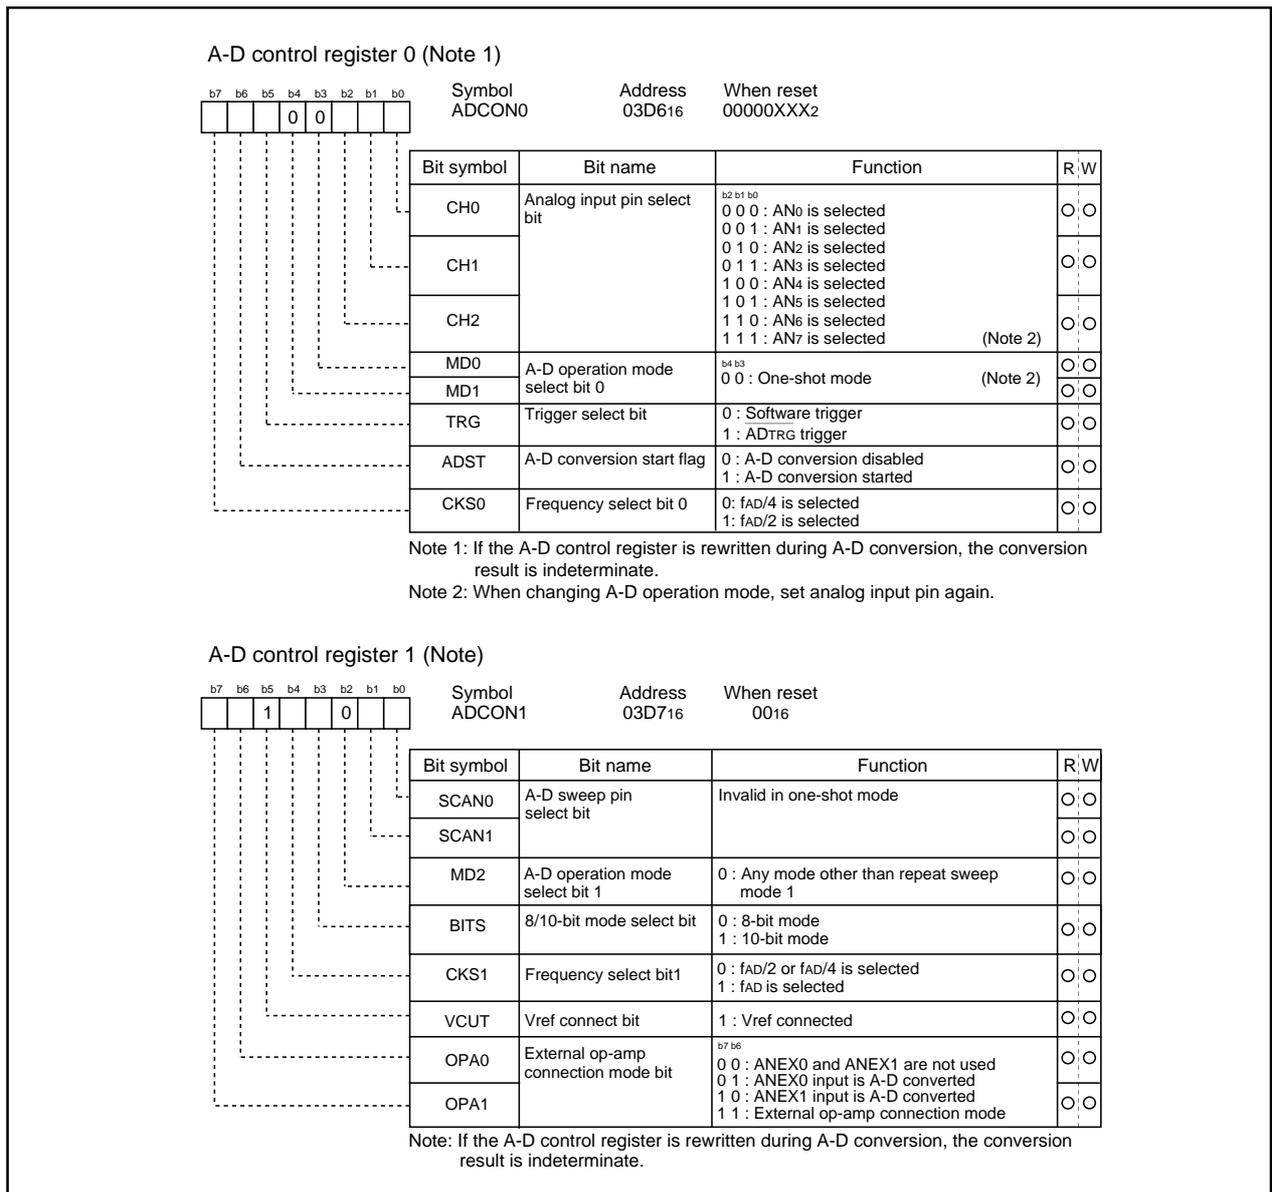 A-D control register 0 (Note 1)
Symbol Address When reset
b7 b6 b5 b4 b3 b2 b1 b0
ADCON0 03D616 00000XXX2
0 0
Bit symbol Bit name Function R W
CH0 Analog input pin select bit
b2 b1 b0
0 0 0 : AN0 is selected
0 0 1 : AN1 is selected
0 1 0 : AN2 is selected
CH1
0 1 1 : AN3 is selected
1 0 0 : AN4 is selected
1 0 1 : AN5 is selected
CH2
1 1 0 : AN6 is selected
1 1 1 : AN7 is selected (Note 2)
MD0 A-D operation mode
MD1 select bit 0
b4 b3
0 0 : One-shot mode (Note 2)
TRG Trigger select bit
0 : Software trigger
1 : ADTRG trigger
ADST A-D conversion start flag
0 : A-D conversion disabled
1 : A-D conversion started
CKS0 Frequency select bit 0
0: fAD/4 is selected
1: fAD/2 is selected
Note 1: If the A-D control register is rewritten during A-D conversion, the conversion
result is indeterminate.
Note 2: When changing A-D operation mode, set analog input pin again.
A-D control register 1 (Note)
Symbol Address When reset
b7 b6 b5 b4 b3 b2 b1 b0
ADCON1 03D716 0016
1 0
Bit symbol Bit name Function R W
SCAN0 A-D sweep pin
select bit
Invalid in one-shot mode
SCAN1
MD2 A-D operation mode
select bit 1
0 : Any mode other than repeat sweep
mode 1
BITS 8/10-bit mode select bit
0 : 8-bit mode
1 : 10-bit mode
CKS1 Frequency select bit1
0 : fAD/2 or fAD/4 is selected
1 : fAD is selected
VCUT Vref connect bit 1 : Vref connected
OPA0 External op-amp
connection mode bit
b7 b6
0 0 : ANEX0 and ANEX1 are not used
0 1 : ANEX0 input is A-D converted
1 0 : ANEX1 input is A-D converted
OPA1
1 1 : External op-amp connection mode
Note: If the A-D control register is rewritten during A-D conversion, the conversion
result is indeterminate.